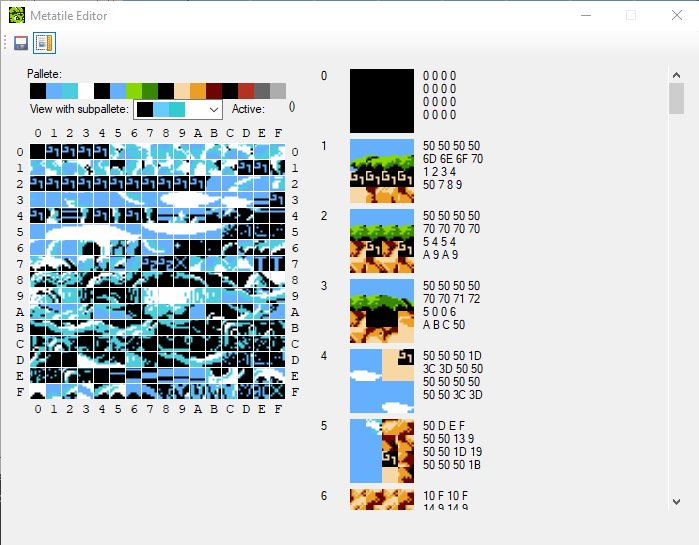 Metatile Editor
Pallete:
View with subpallete:
Active:
0
0 1 2 3 4 5 6 7 8 9 A B C D E F
0 0
1 1
2 2
3 3
4 4
5 5
6 6
7 7
8 8
9 9
A A
B B
C C
D D
E E
F F
0 1 2 3 4 5 6 7 8 9 A B C D E F
0
0 0 0 0
0 0 0 0
0 0 0 0
0 0 0 0
1
50 50 50 50
6D 6E 6F 70
1 2 3 4
50 7 8 9
2
50 50 50 50
70 70 70 70
5 4 5 4
A 9 A 9
3
50 50 50 50
70 70 71 72
5 0 0 6
A B C 50
4
50 50 50 1D
3C 3D 50 50
50 50 50 50
50 50 3C 3D
5
50 D E F
50 50 13 9
50 50 1D 19
50 50 50 1B
6
10 F 10 F
14 9 14 9